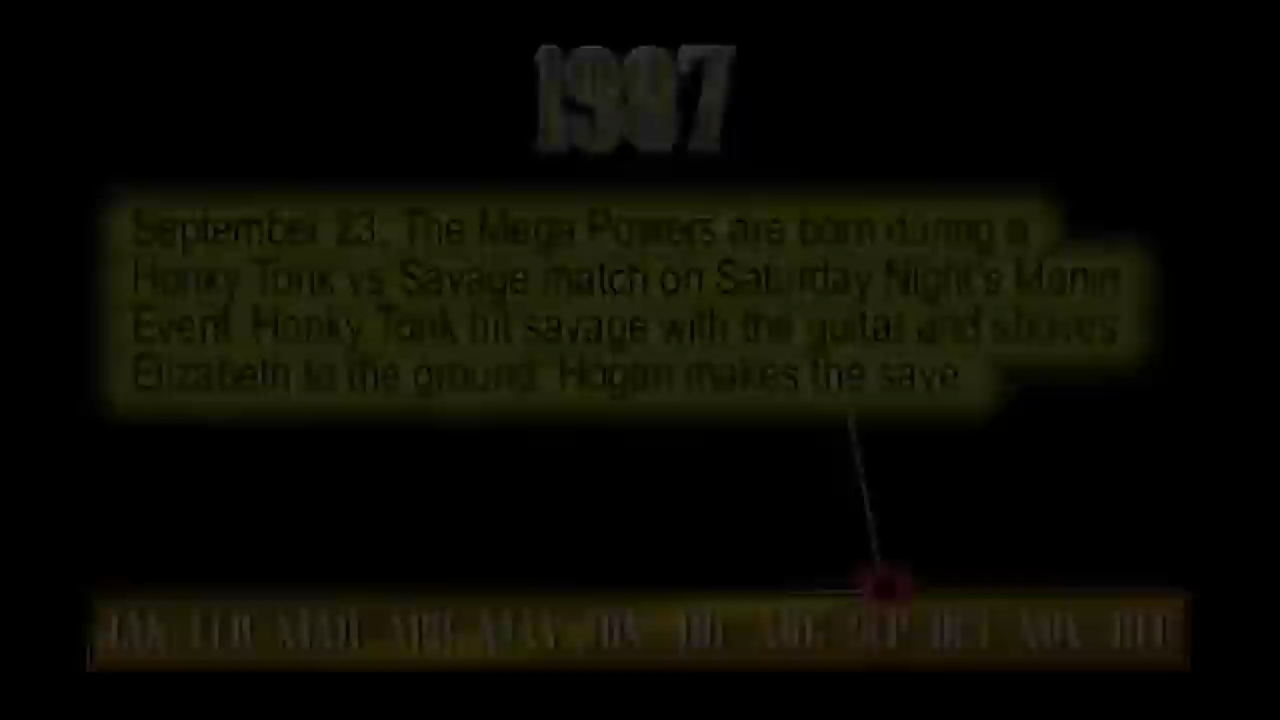 1987
September 23. The Mega Powers are born during a
Honky Tonk vs Savage match on Saturday Night's Manin
Event. Honky Tonk hit savage with the guitar and shoves
Elizabeth to the ground. Hogan makes the save.
JAN FEB MAR APR MAY JUN JUL AUG SEP OCT NOV DEC